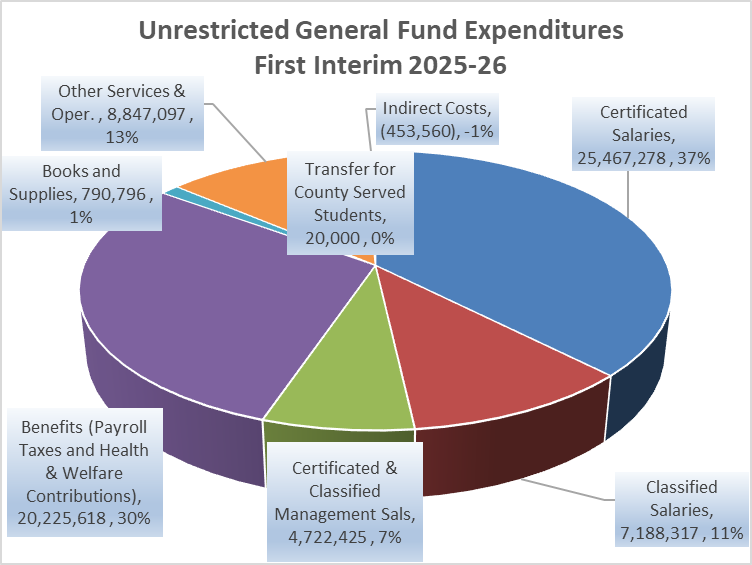 Unrestricted General Fund Expenditures
First Interim 2025-26
Other Services &
Oper. , 8,847,097 ,
13%
Indirect Costs,
(453,560), -1%
Certificated
Salaries,
25,467,278 , 37%
Books and
Supplies, 790,796 ,
1%
Transfer for
County Served
Students,
20,000 , 0%
Benefits (Payroll
Taxes and Health
& Welfare
Contributions),
20,225,618 , 30%
Certificated &
Classified
Management Sals,
4,722,425 , 7%
Classified
Salaries,
7,188,317 , 11%